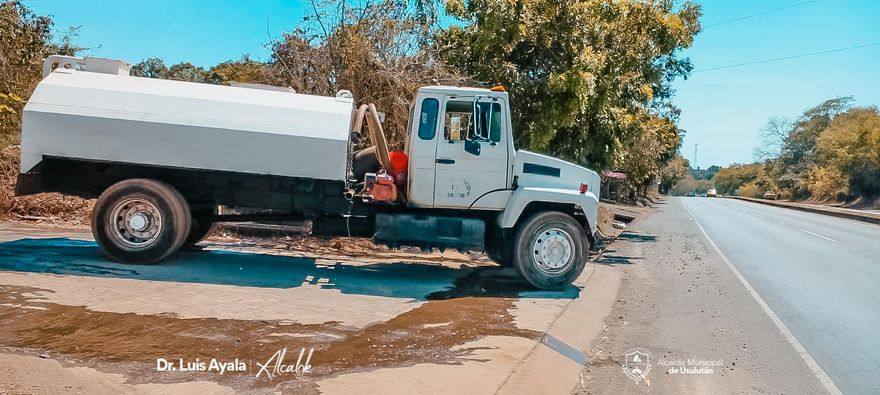 Dr. Luis Ayala | Alcalde
Alcaldía Municipal
de Usulután